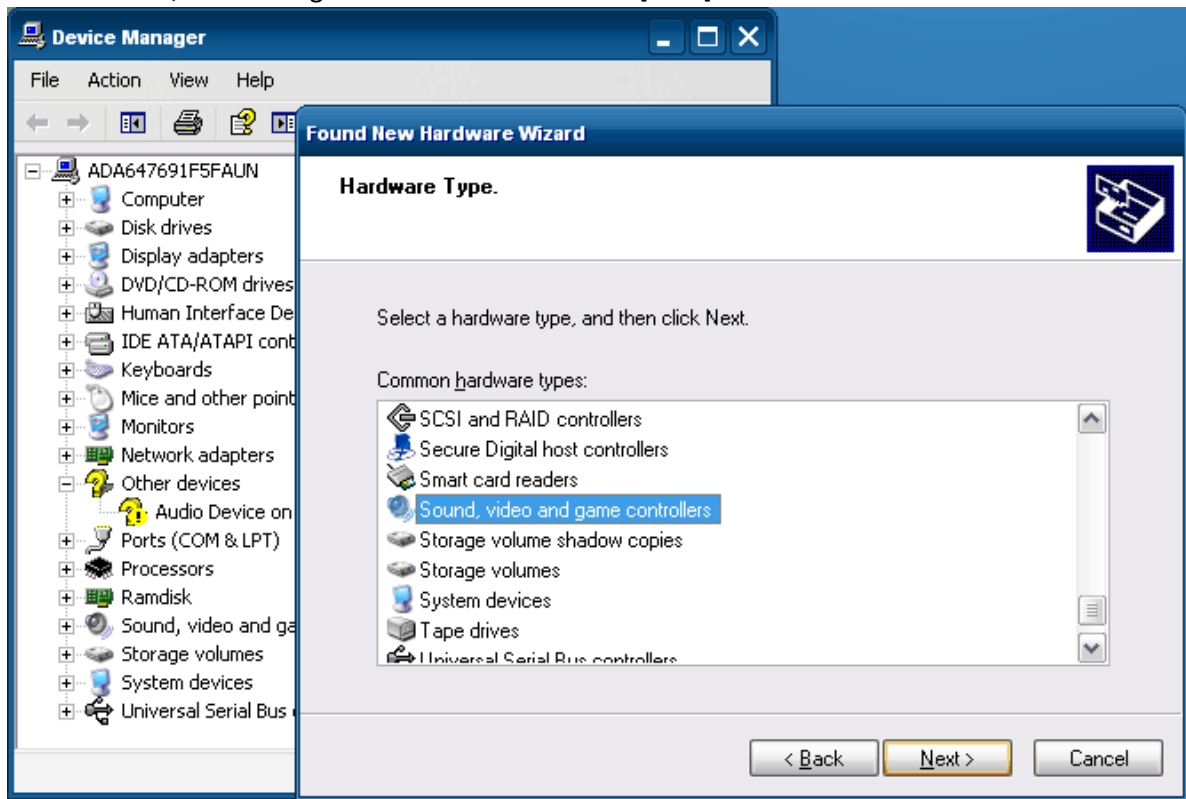 Device Manager
File Action View Help
ADA647691F5FAUN
Computer
Disk drives
Display adapters
DVD/CD-ROM drives
Human Interface De
IDE ATA/ATAPI cont
Keyboards
Mice and other point
Monitors
Network adapters
Other devices
Audio Device on
Ports (COM & LPT)
Processors
Ramdisk
Sound, video and ga
Storage volumes
System devices
Universal Serial Bus
Found New Hardware Wizard
Hardware Type.
Select a hardware type, and then click Next.
Common hardware types:
SCSI and RAID controllers
Secure Digital host controllers
Smart card readers
Sound, video and game controllers
Storage volume shadow copies
Storage volumes
System devices
Tape drives
Universal Serial Bus controllers
< Back Next > Cancel